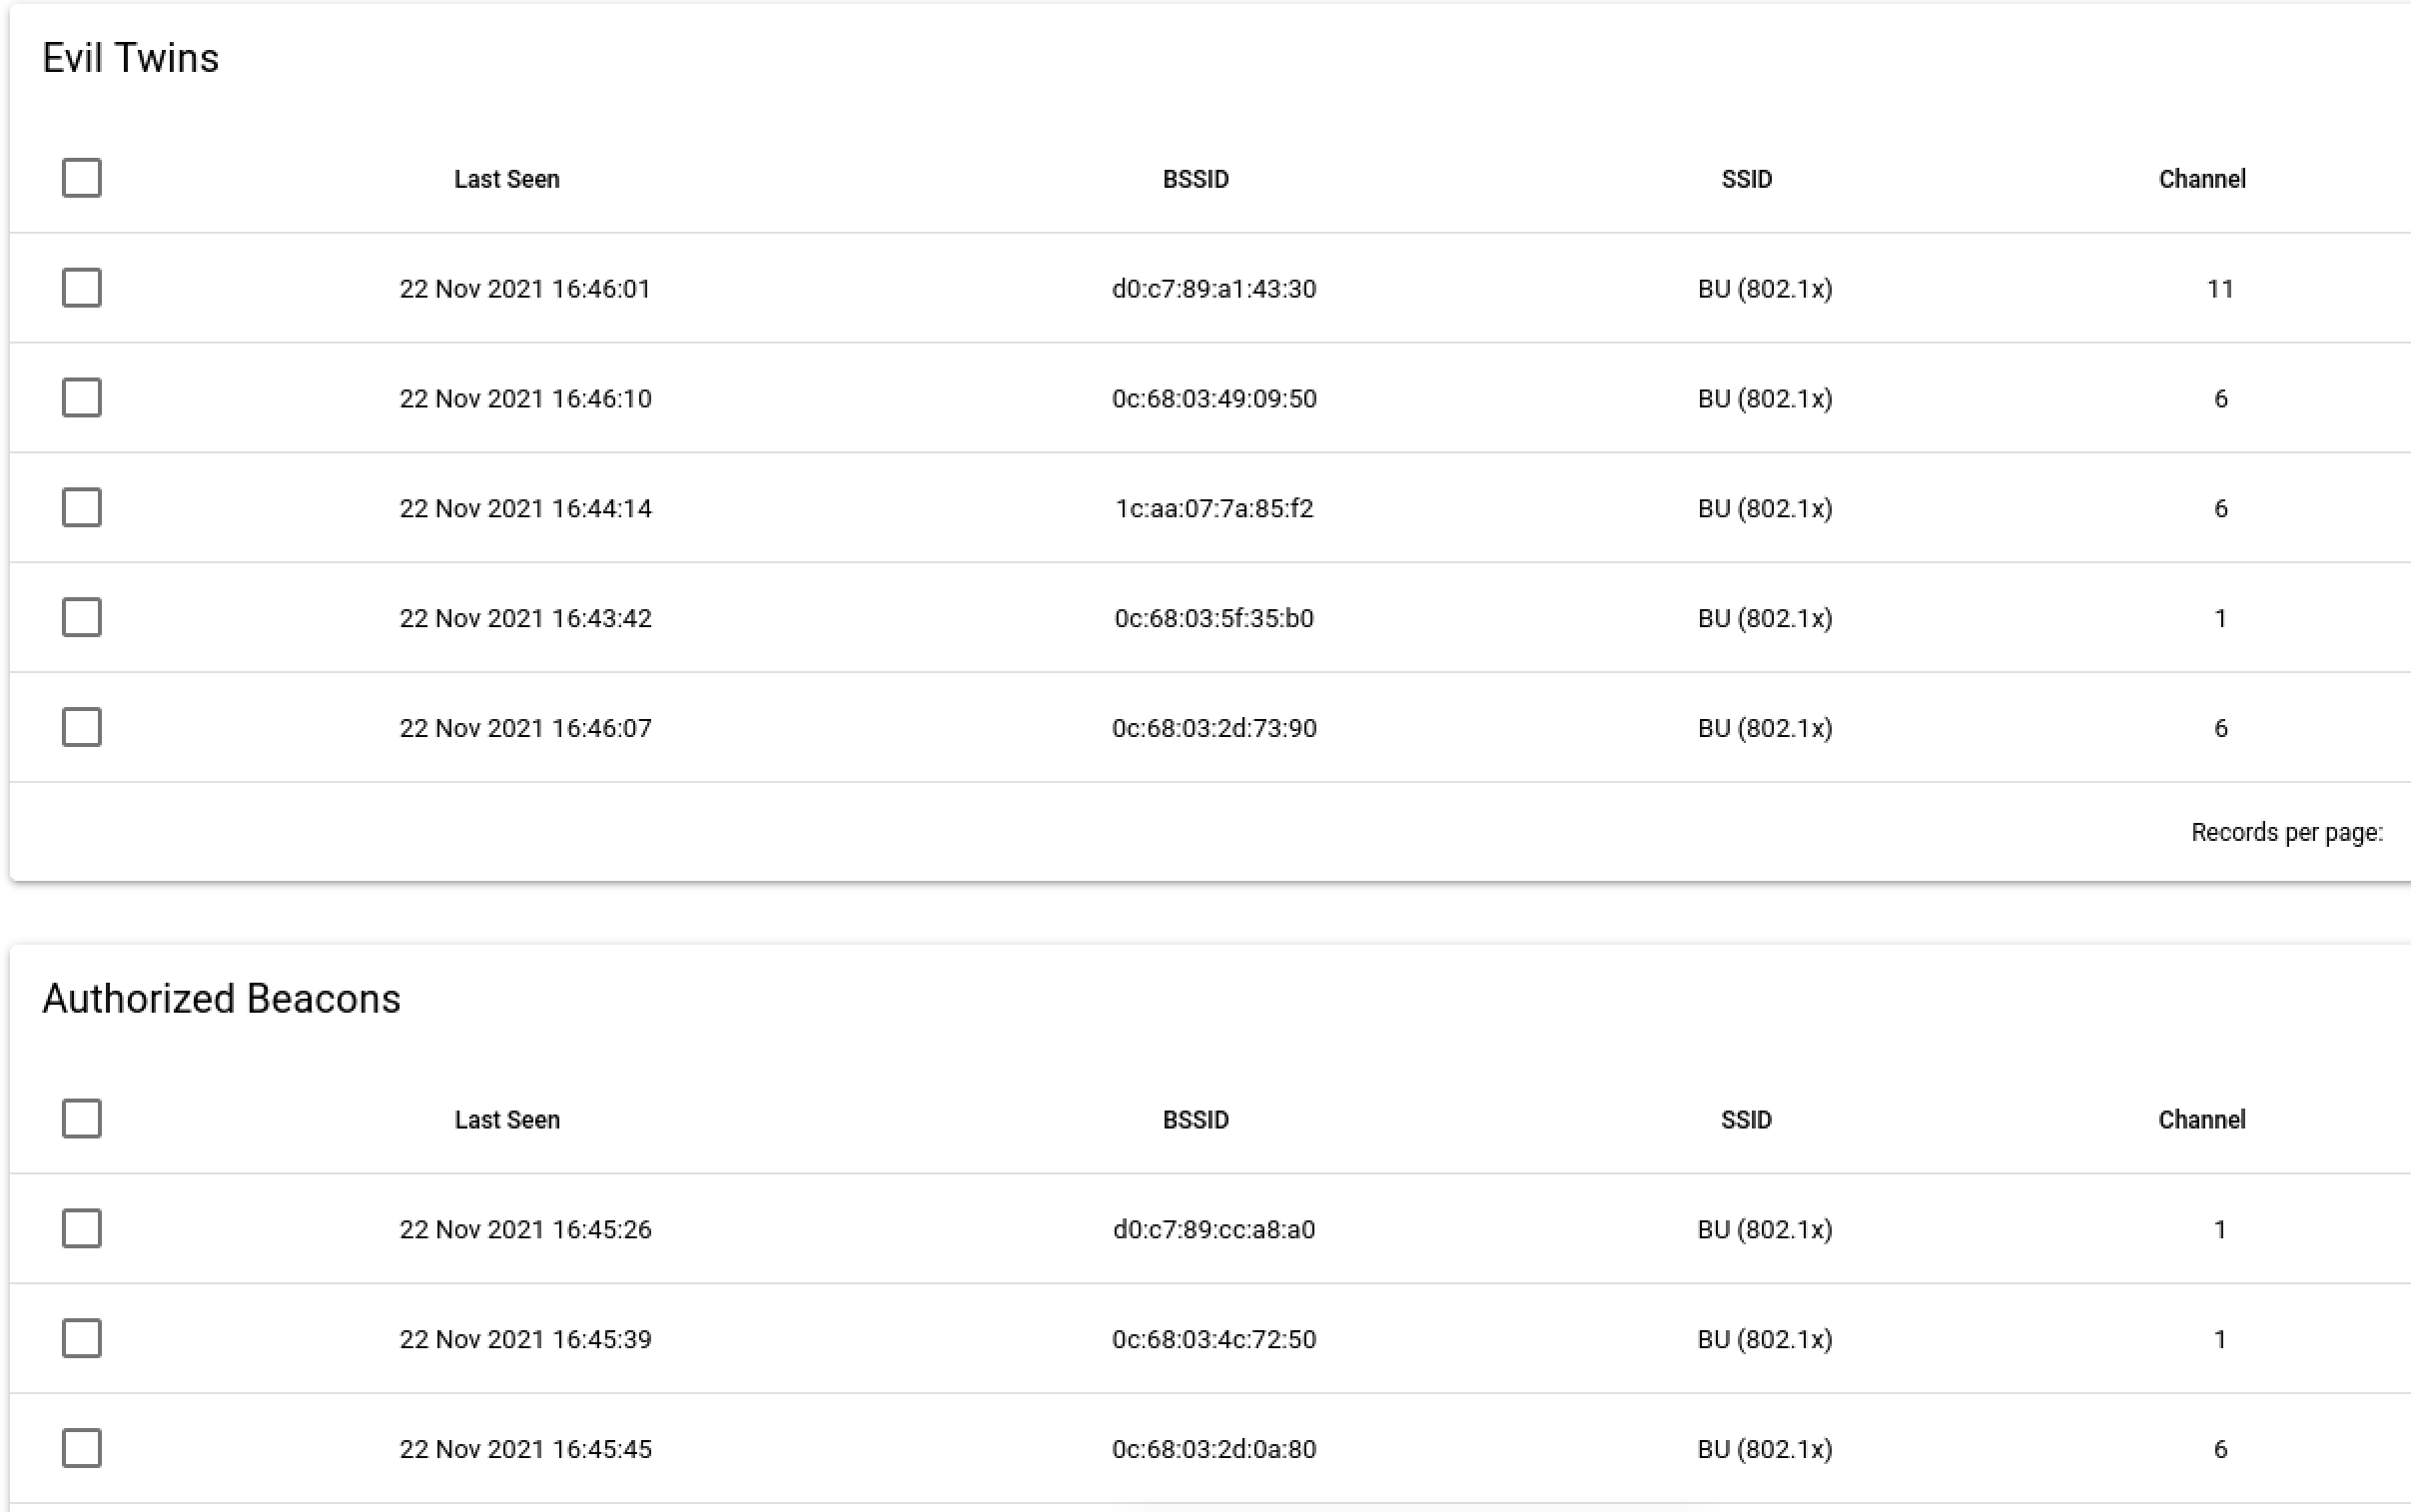 Evil Twins
Last Seen BSSID SSID Channel
22 Nov 2021 16:46:01 d0:c7:89:a1:43:30 BU (802.1x) 11
22 Nov 2021 16:46:10 0c:68:03:49:09:50 BU (802.1x) 6
22 Nov 2021 16:44:14 1c:aa:07:7a:85:f2 BU (802.1x) 6
22 Nov 2021 16:43:42 0c:68:03:5f:35:b0 BU (802.1x) 1
22 Nov 2021 16:46:07 0c:68:03:2d:73:90 BU (802.1x) 6
Records per page:
Authorized Beacons
Last Seen BSSID SSID Channel
22 Nov 2021 16:45:26 d0:c7:89:cc:a8:a0 BU (802.1x) 1
22 Nov 2021 16:45:39 0c:68:03:4c:72:50 BU (802.1x) 1
22 Nov 2021 16:45:45 0c:68:03:2d:0a:80 BU (802.1x) 6